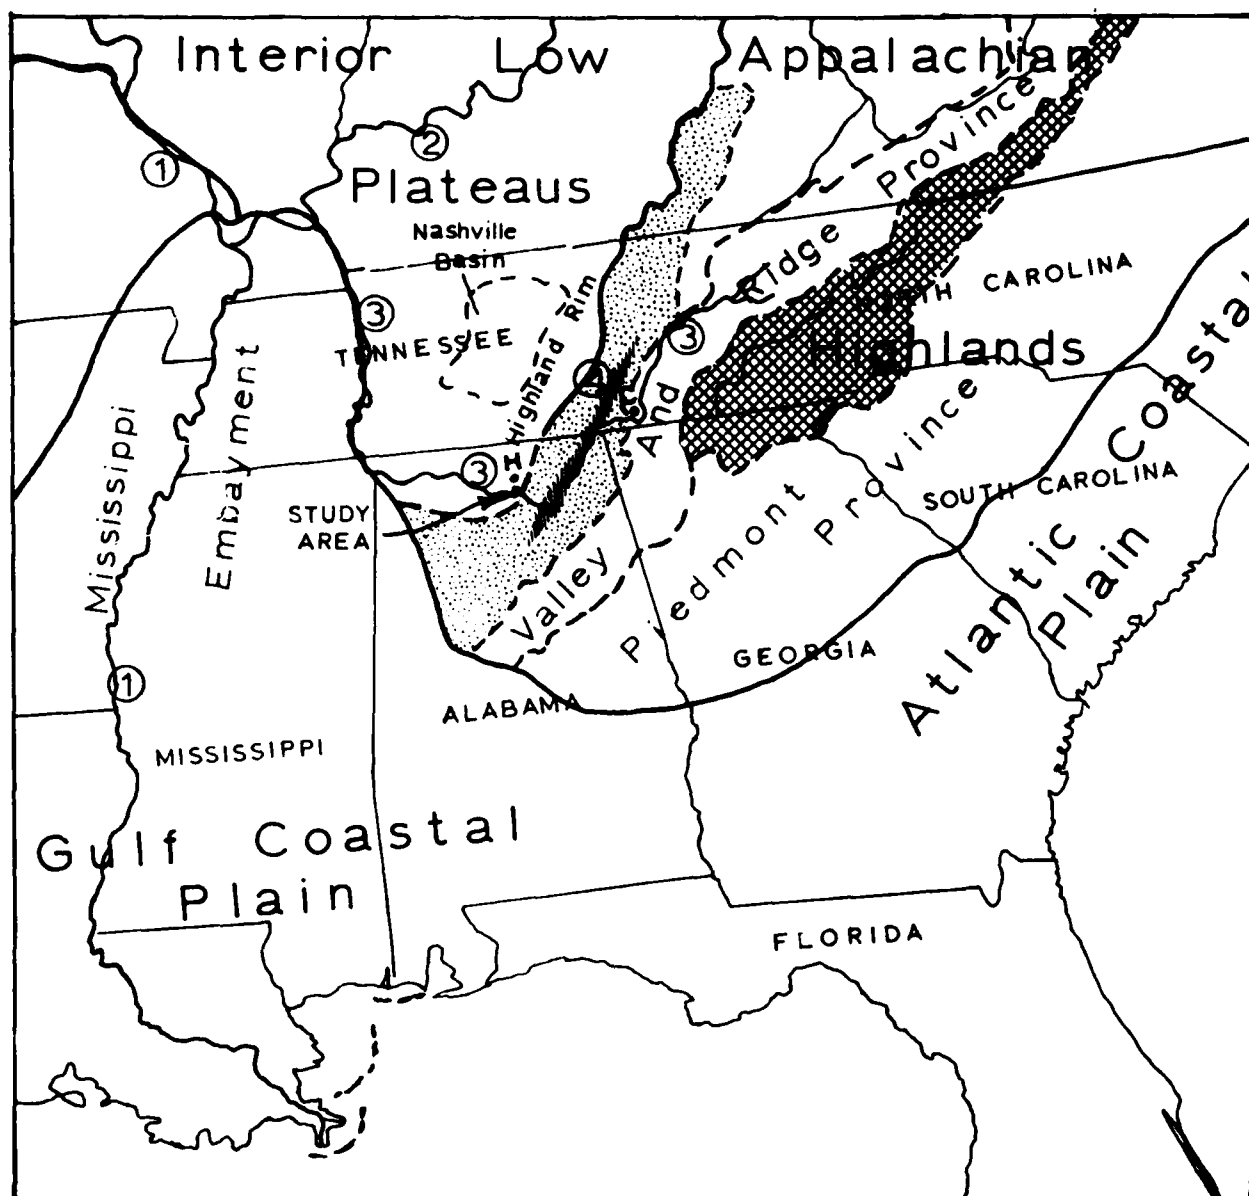 Interior Low Appalachian
①
②
Plateaus
Province
Nashville
Basin
Highland Rim
Ridge
③
TENNESSEE
③
NORTH CAROLINA
Highlands
④
C
And
Mississippi
Embayment
H
③
STUDY
AREA
Piedmont Province
SOUTH CAROLINA
Valley
Atlantic Coastal
Plain
①
GEORGIA
ALABAMA
MISSISSIPPI
Gulf Coastal
Plain
FLORIDA